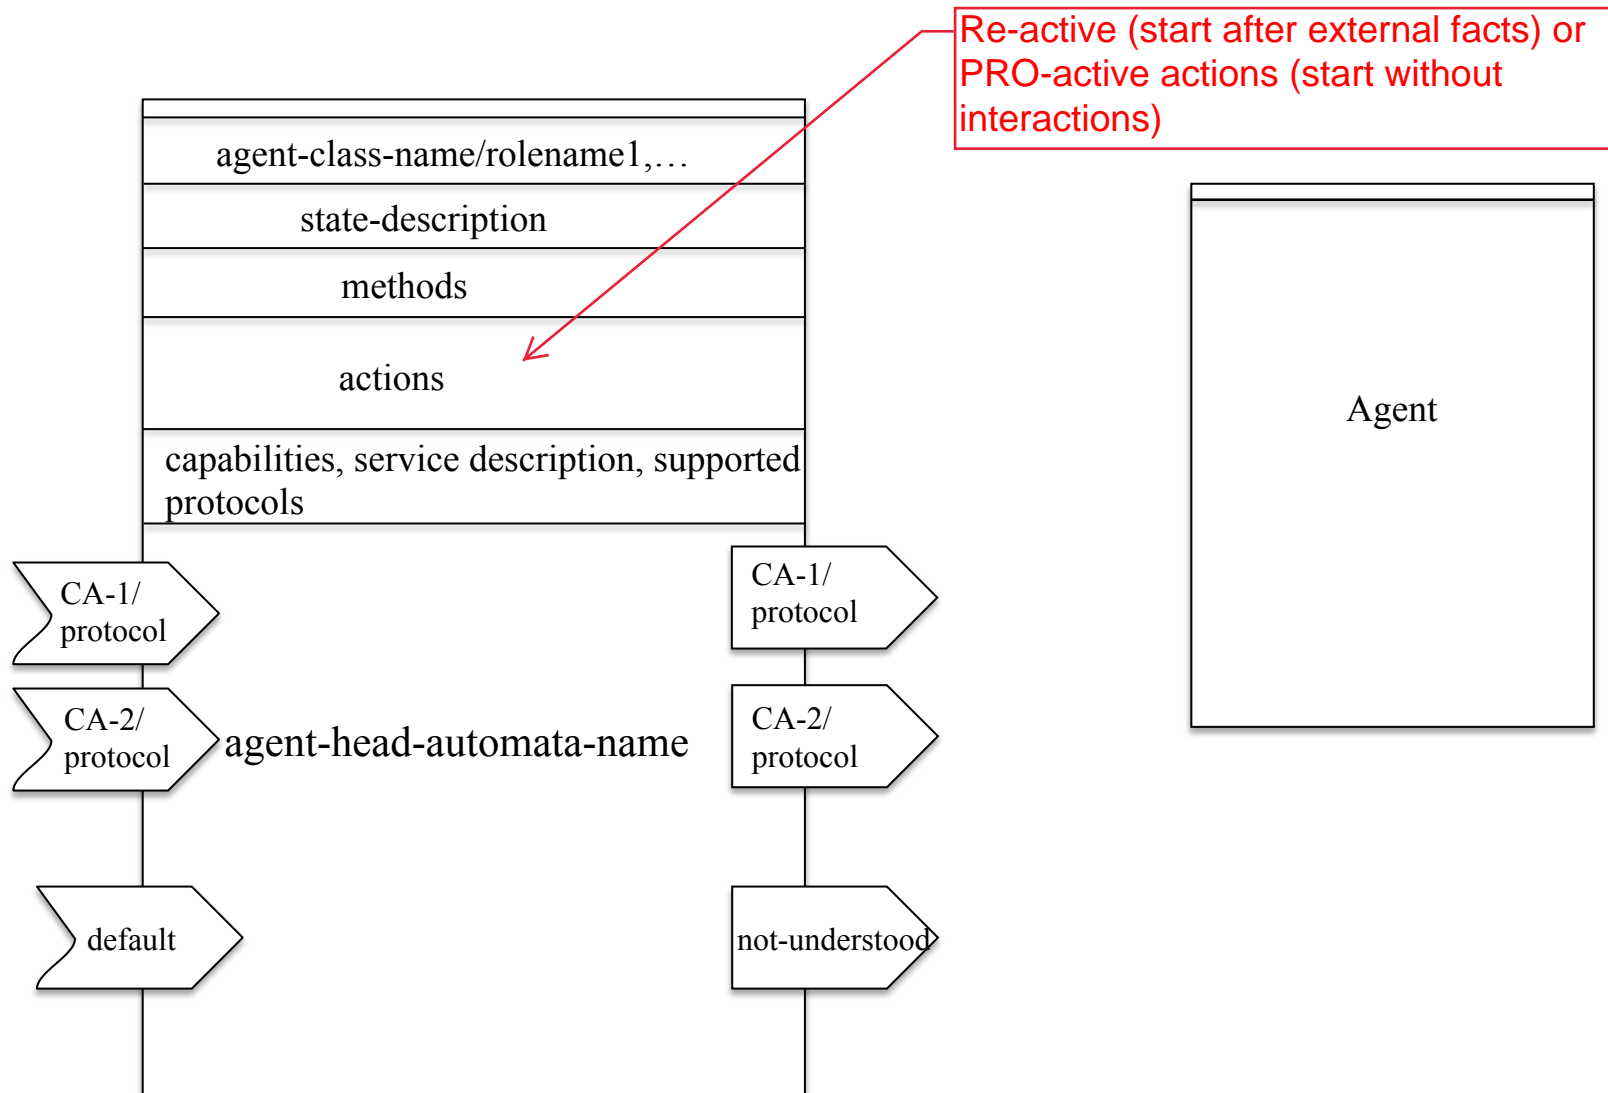 Re-active (start after external facts) or
PRO-active actions (start without
interactions)
agent-class-name/rolename1,…
state-description
methods
actions
capabilities, service description, supported
protocols
Agent
CA-1/
protocol
CA-1/
protocol
CA-2/
protocol
agent-head-automata-name
CA-2/
protocol
default
not-understood